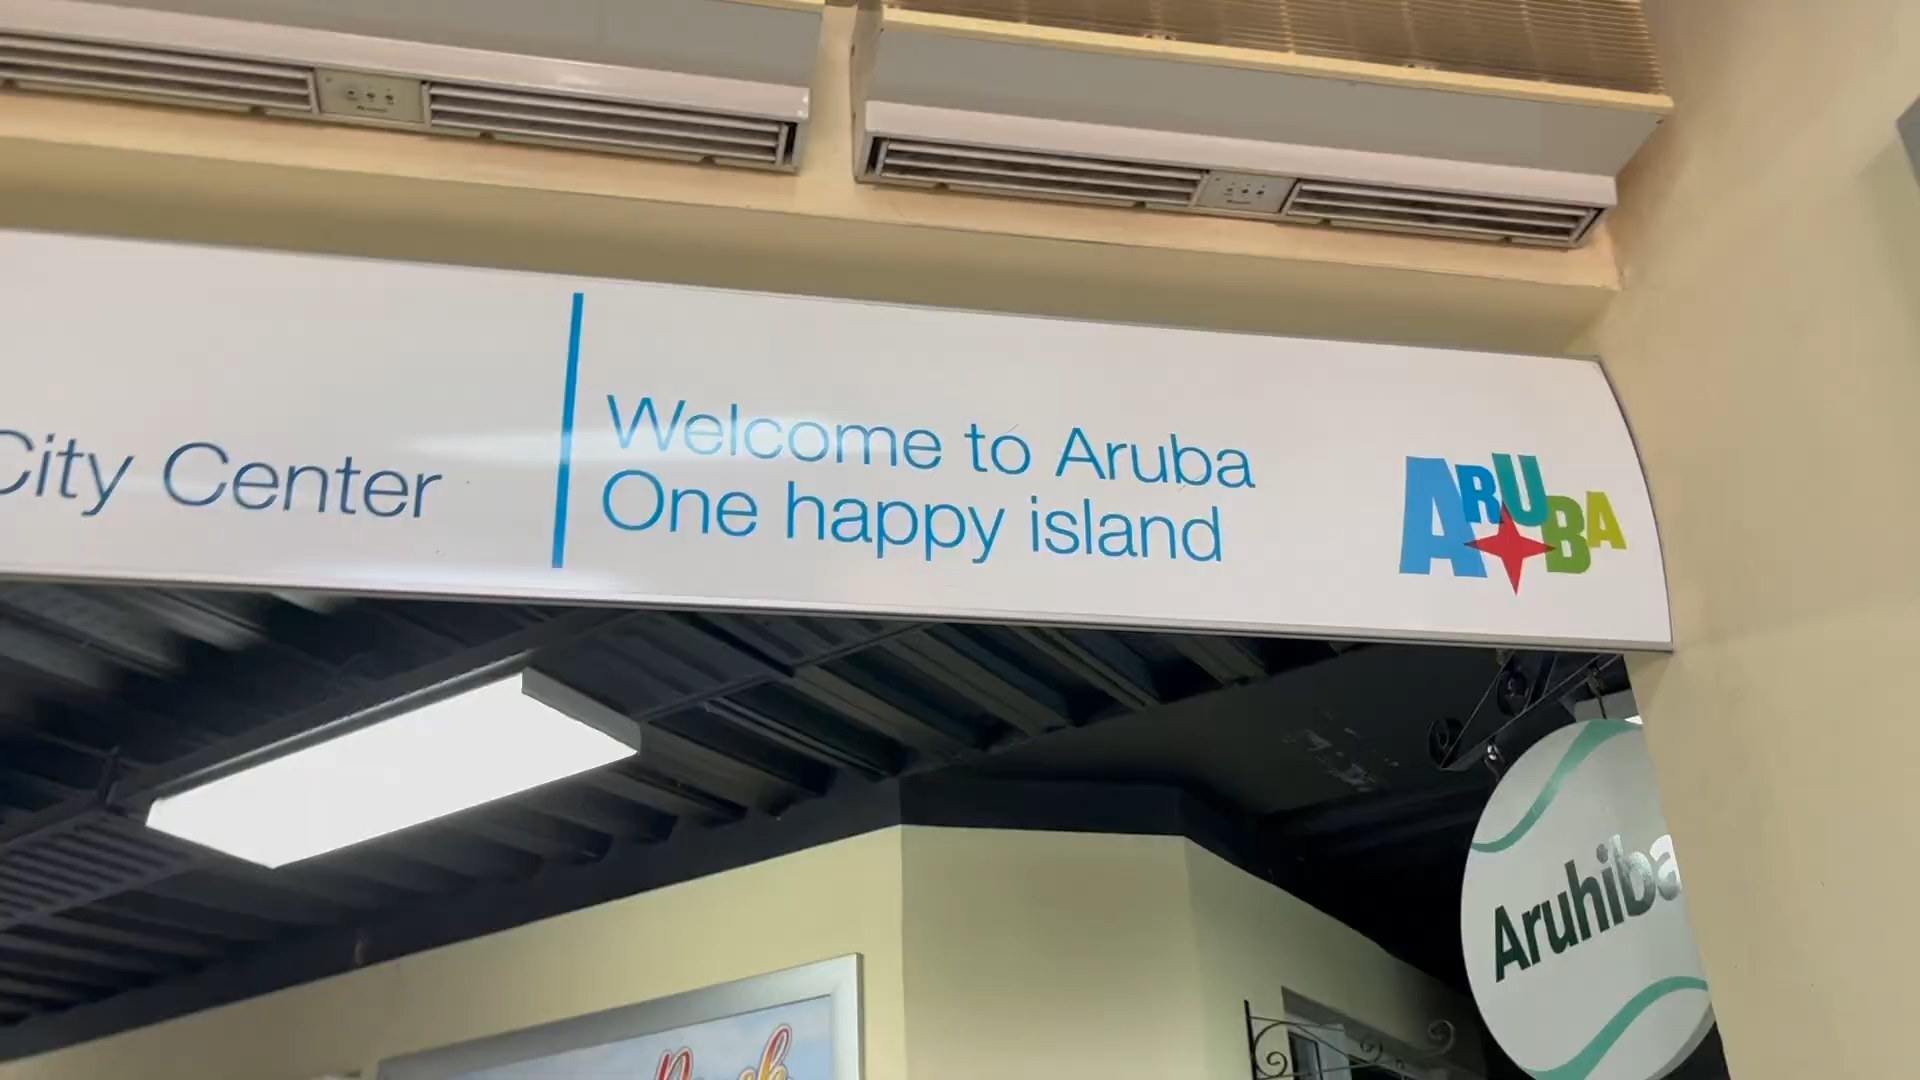 City Center
Welcome to Aruba
One happy island
ARUBA
Aruhiba